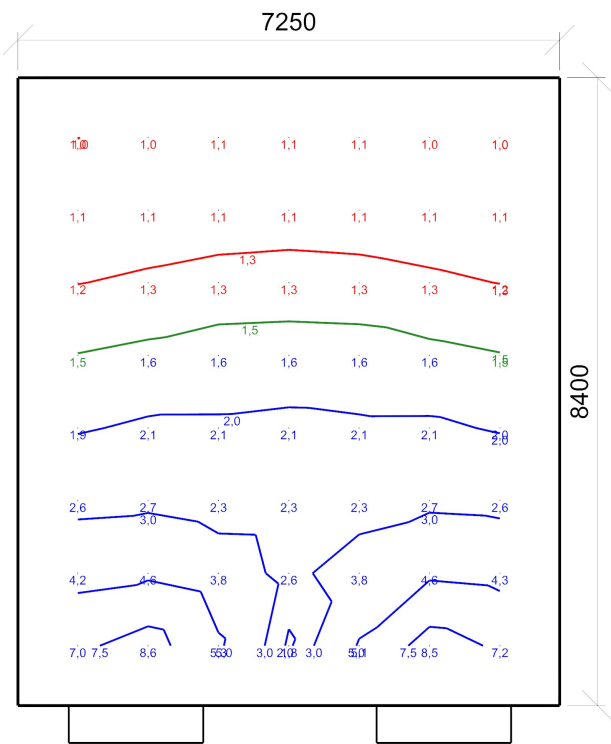 7250
1,0 1,0 1,1 1,1 1,1 1,0 1,0
1,1 1,1 1,1 1,1 1,1 1,1 1,1
1,3
1,2 1,3 1,3 1,3 1,3 1,3
1,5
1,5 1,6 1,6 1,6 1,6 1,6
8400
2,0
1,9 2,1 2,1 2,1 2,1 2,1 2,0
2,0
2,6 2,7 2,3 2,3 2,3 2,7 2,6
3,0 3,0
4,2 4,6 3,8 2,6 3,8 4,6 4,3
7,0 7,5 8,6 3,0 3,0 7,5 8,5 7,2